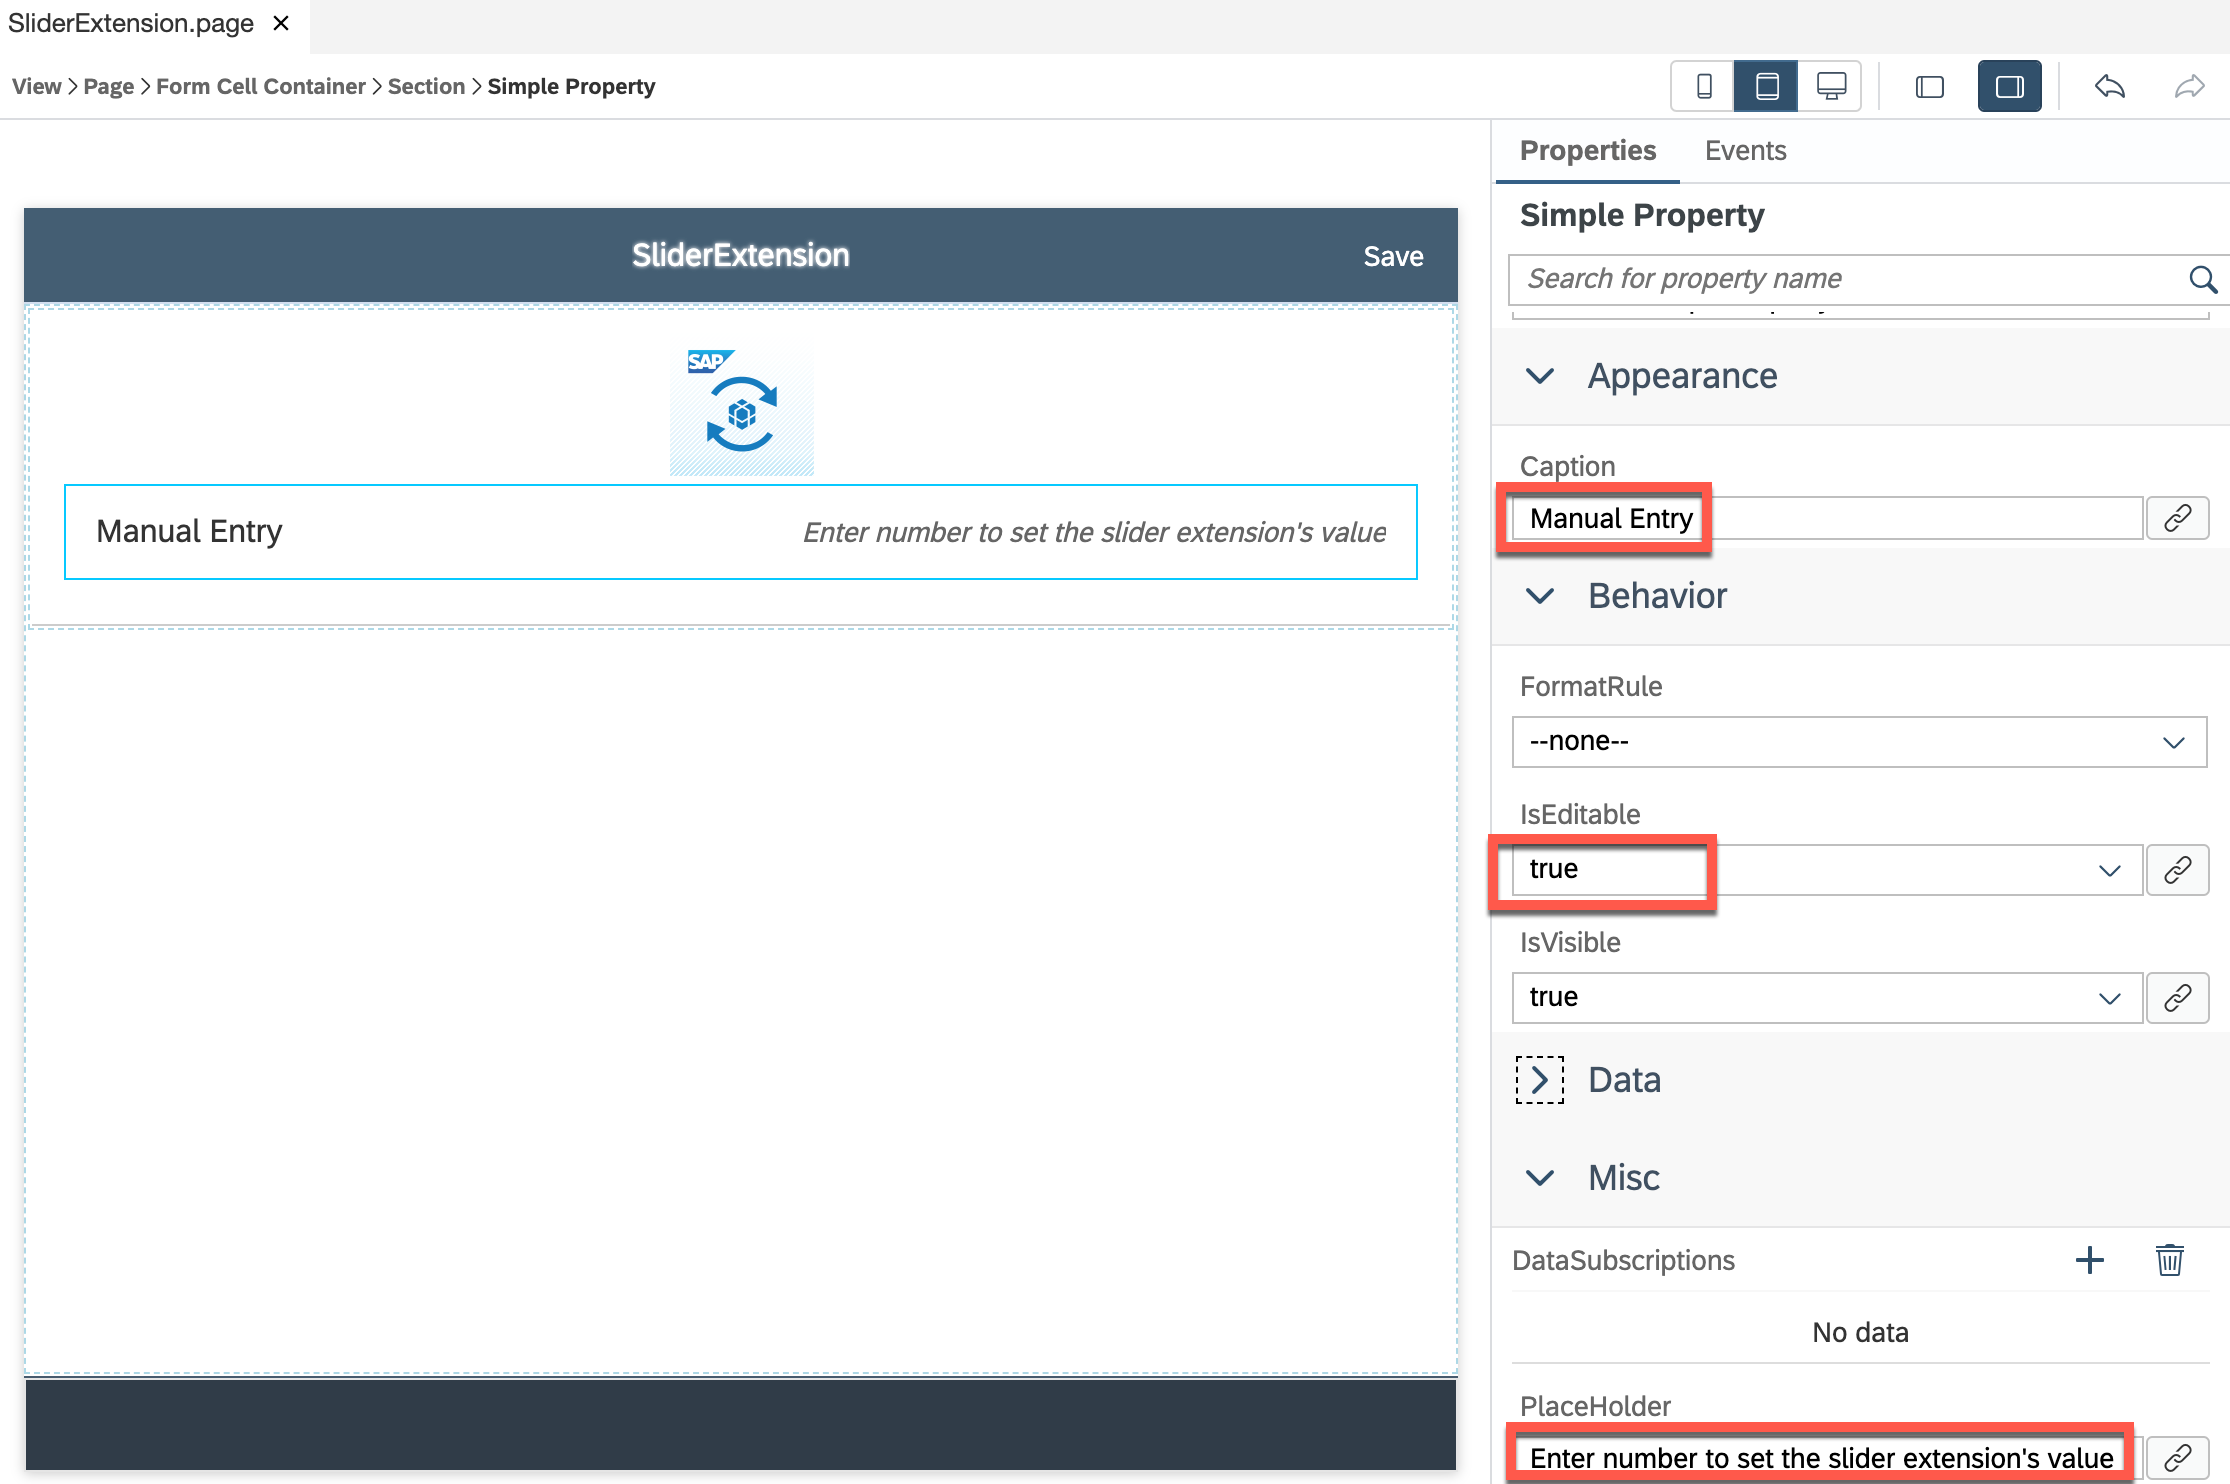 SliderExtension.page ×
View > Page > Form Cell Container > Section > Simple Property
Properties Events
Simple Property
Search for property name
SliderExtension Save
SAP
Manual Entry Enter number to set the slider extension's value
Appearance
Caption
Manual Entry
Behavior
FormatRule
--none--
IsEditable
true
IsVisible
true
Data
Misc
DataSubscriptions
No data
PlaceHolder
Enter number to set the slider extension's value